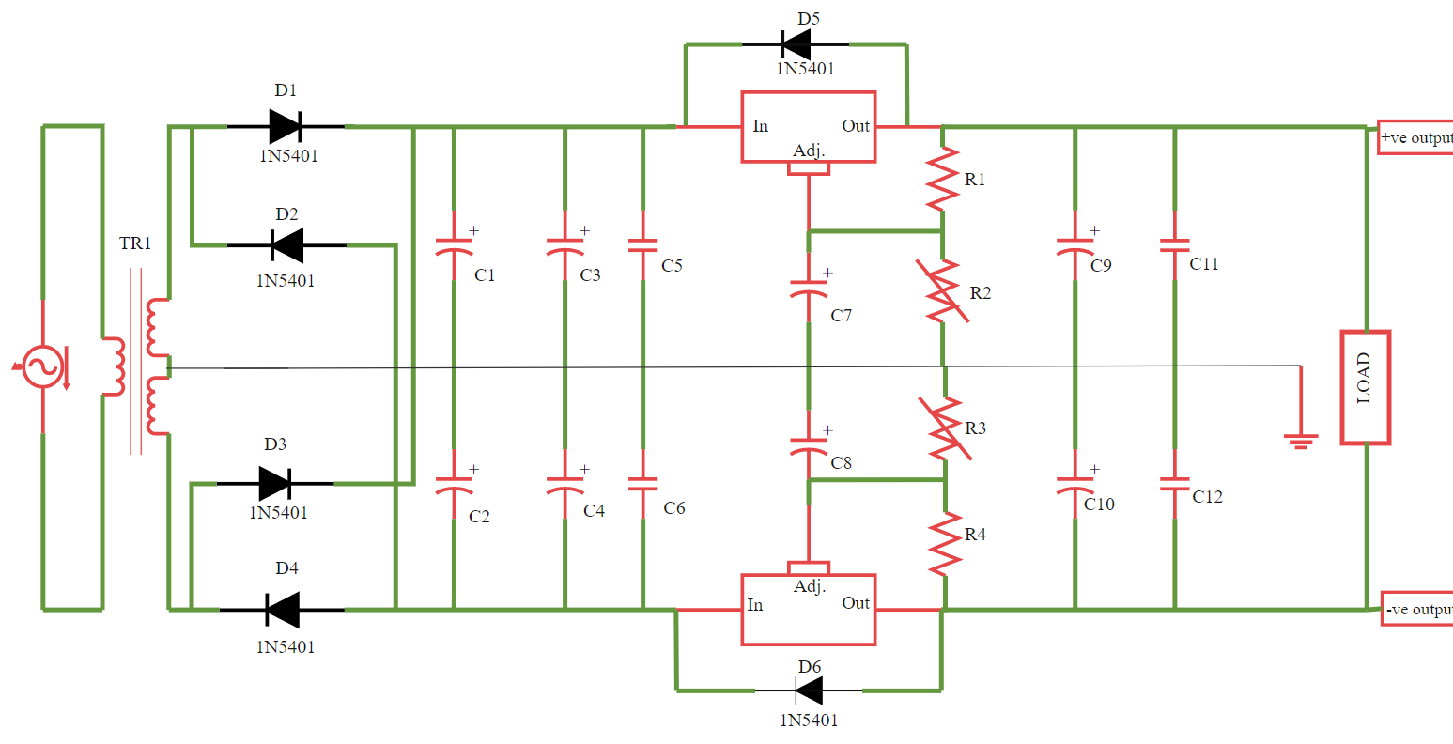 D5
1N5401
D1
1N5401
In
Out
Adj.
+ve output
R1
D2
1N5401
TR1
+
C1
+
C3
C5
+
C7
R2
+
C9
C11
LOAD
D3
1N5401
+
C2
+
C4
C6
+
C8
R3
+
C10
C12
R4
D4
1N5401
Adj.
In
Out
-ve output
D6
1N5401